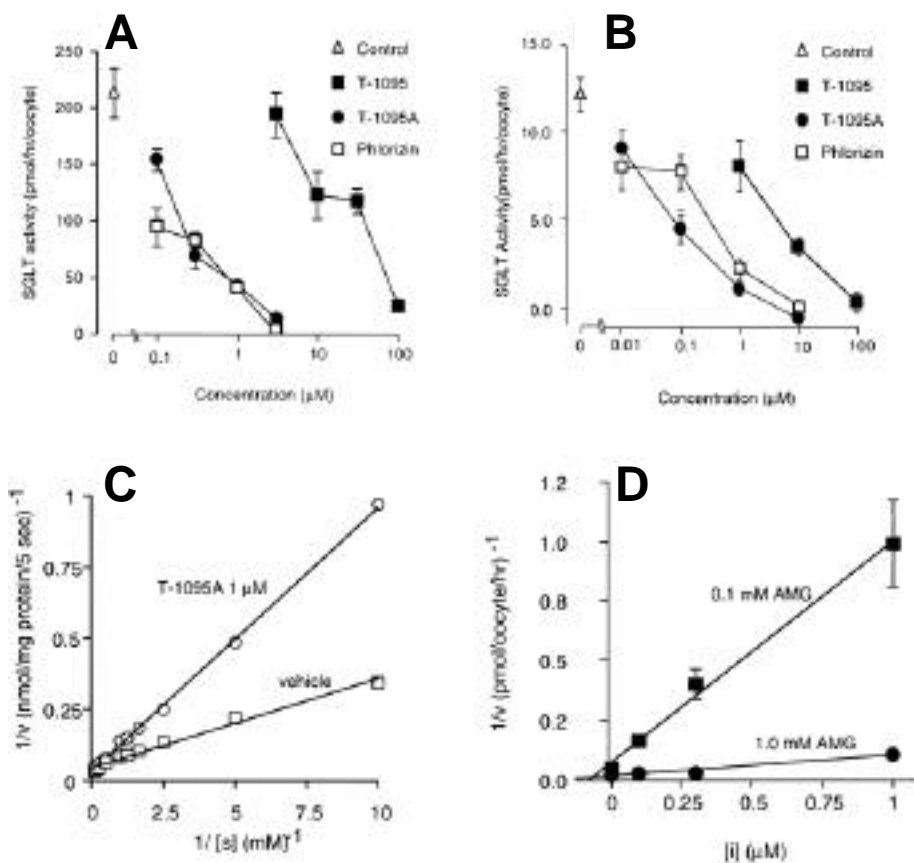 A
250
200
150
100
50
0
SGLT activity (pmol/hr/oocyte)
Control
T-1095
T-1095A
Phlorizin
0 0.1 1 10 100
Concentration (μM)
B
15.0
10.0
5.0
0.0
SGLT Activity(pmol/hr/oocyte)
Control
T-1095
T-1095A
Phlorizin
0 0.01 0.1 1 10 100
Concentration (μM)
C
1
0.75
0.5
0.25
0
1/v (nmol/mg protein/5 sec) -1
T-1095A 1 μM
vehicle
0 2.5 5 7.5 10
1/ [s] (mM)-1
D
1.2
1.0
0.8
0.5
0.2
0.0
1/v (pmol/oocyte/hr) -1
0.1 mM AMG
1.0 mM AMG
0 0.25 0.5 0.75 1
[i] (μM)